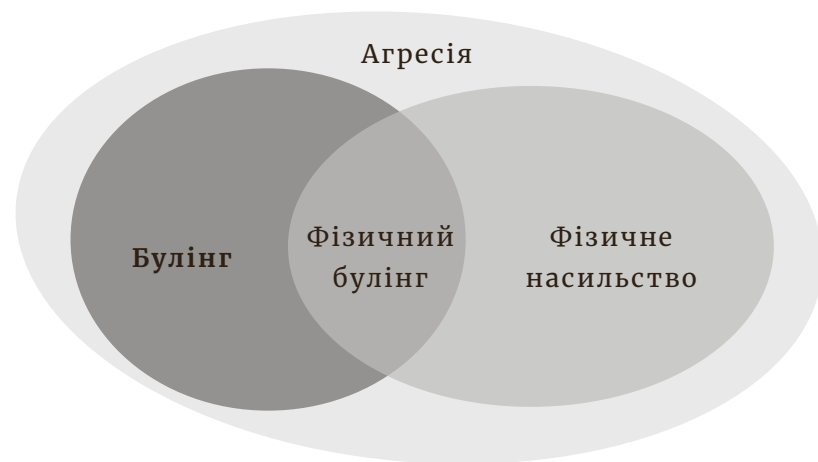 Агресія
Булінг
Фізичний
булінг
Фізичне
насильство